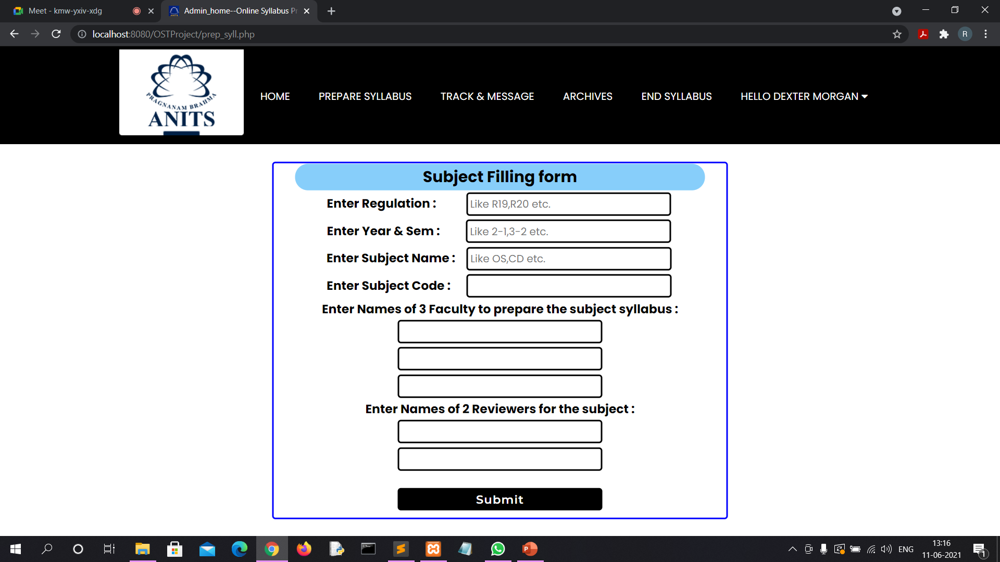 Meet - kmw-yxiv-xdg
Admin_home--Online Syllabus Pr
localhost:8080/OSTProject/prep_syll.php
R
PRAGNANAM BRAHMA
ANITS
HOME
PREPARE SYLLABUS
TRACK & MESSAGE
ARCHIVES
END SYLLABUS
HELLO DEXTER MORGAN
Subject Filling form
Enter Regulation :
Like R19,R20 etc.
Enter Year & Sem :
Like 2-1,3-2 etc.
Enter Subject Name :
Like OS,CD etc.
Enter Subject Code :
Enter Names of 3 Faculty to prepare the subject syllabus :
Enter Names of 2 Reviewers for the subject :
Submit
ENG
13:16
11-06-2021
1